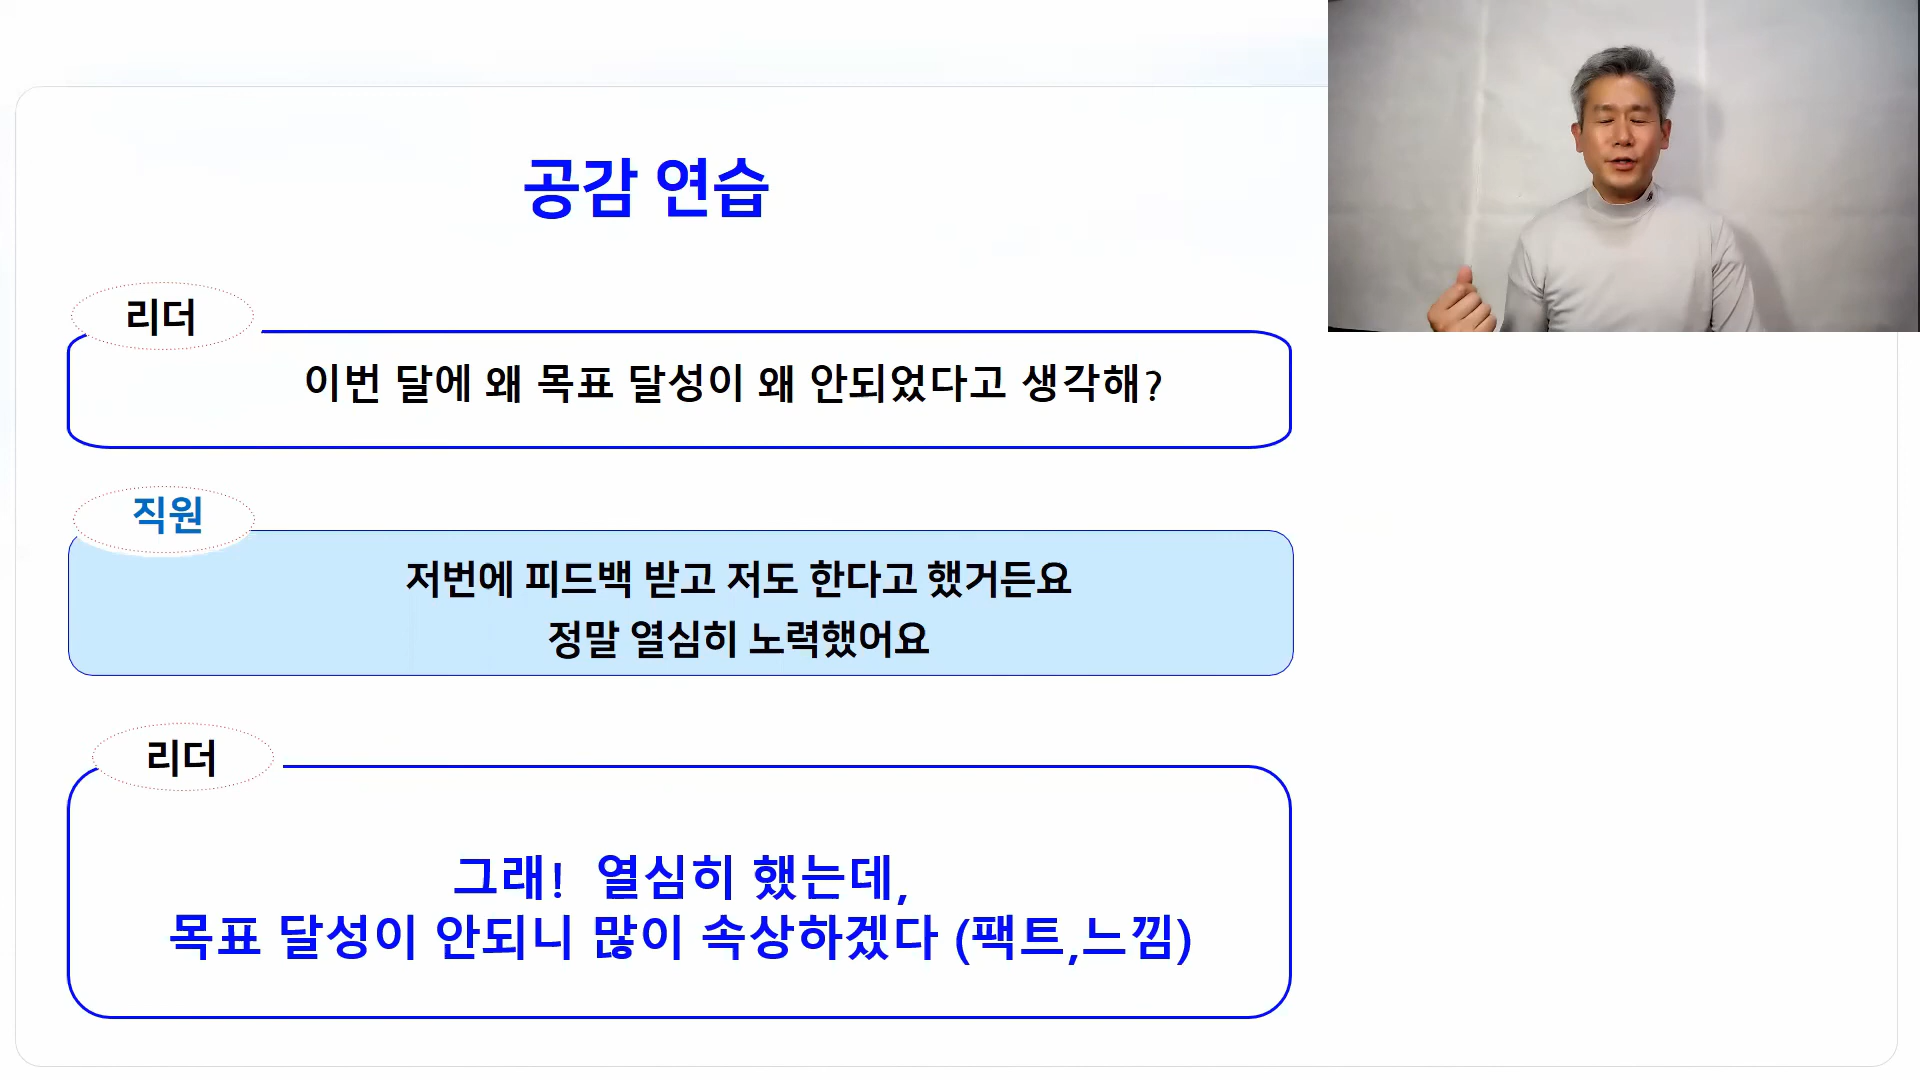 공감 연습
리더
이번 달에 왜 목표 달성이 왜 안되었다고 생각해?
직원
저번에 피드백 받고 저도 한다고 했거든요
정말 열심히 노력했어요
리더
그래! 열심히 했는데,
목표 달성이 안되니 많이 속상하겠다 (팩트,느낌)